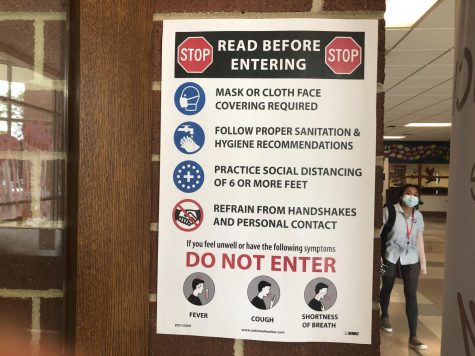 STOP READ BEFORE STOP
ENTERING
MASK OR CLOTH FACE
COVERING REQUIRED
FOLLOW PROPER SANITATION &
HYGIENE RECOMMENDATIONS
PRACTICE SOCIAL DISTANCING
OF 6 OR MORE FEET
REFRAIN FROM HANDSHAKES
AND PERSONAL CONTACT
If you feel unwell or have the following symptoms
DO NOT ENTER
FEVER
COUGH
SHORTNESS
OF BREATH
www.nationalmarker.com
NMC